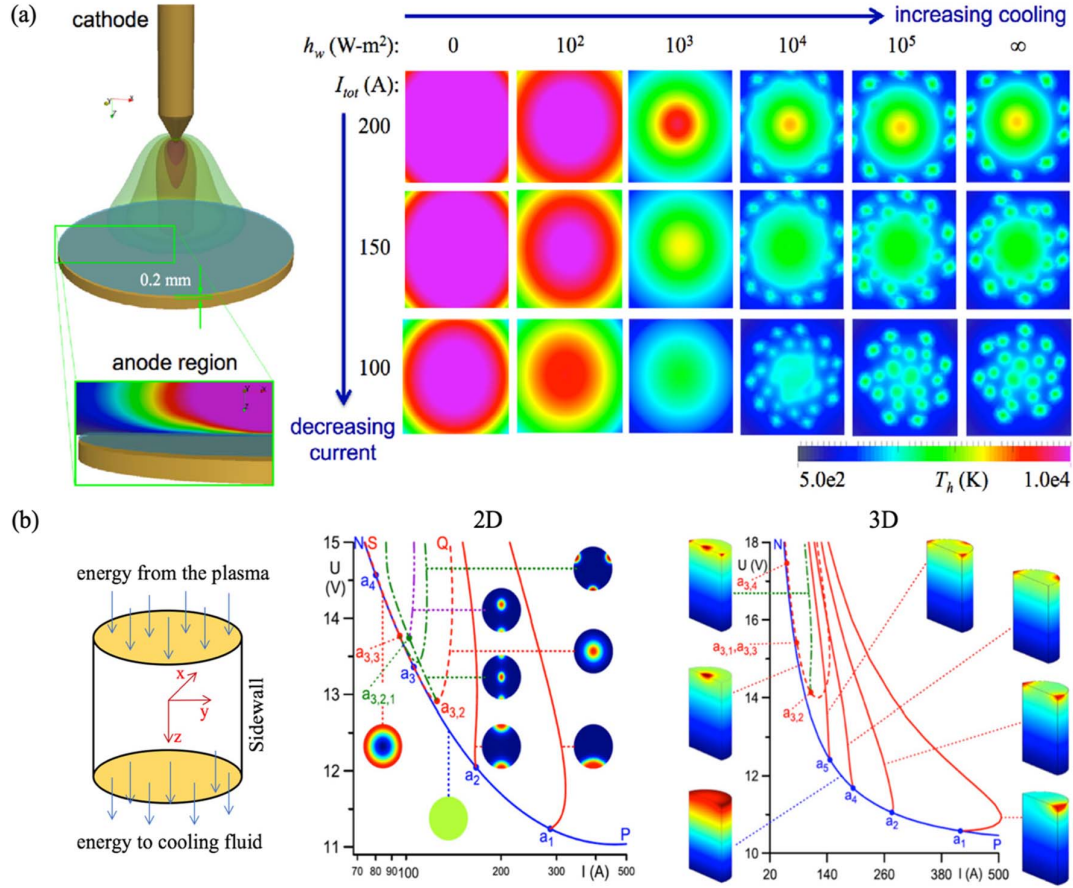 (a)
cathode
increasing cooling
h_w (W-m²): 0 10² 10³ 10⁴ 10⁵ ∞
I_tot (A):
200
150
100
0.2 mm
anode region
decreasing
current
5.0e2 T_h (K) 1.0e4
(b)
energy from the plasma
x
y
z
Sidewall
energy to cooling fluid
2D
15
U
(V)
14
13
12
11
N S Q
a₄
a₃,₃
a₃
a₃,₂,₁
a₃,₂
a₂
a₁
P
70 80 90 100 200 300 I (A) 500
3D
18
U
(V)
16
14
12
10
N
a₃,₄
a₃,₁,a₃,₃
a₃,₂
a₅
a₄
a₂
a₁
P
20 140 260 380 I (A) 500